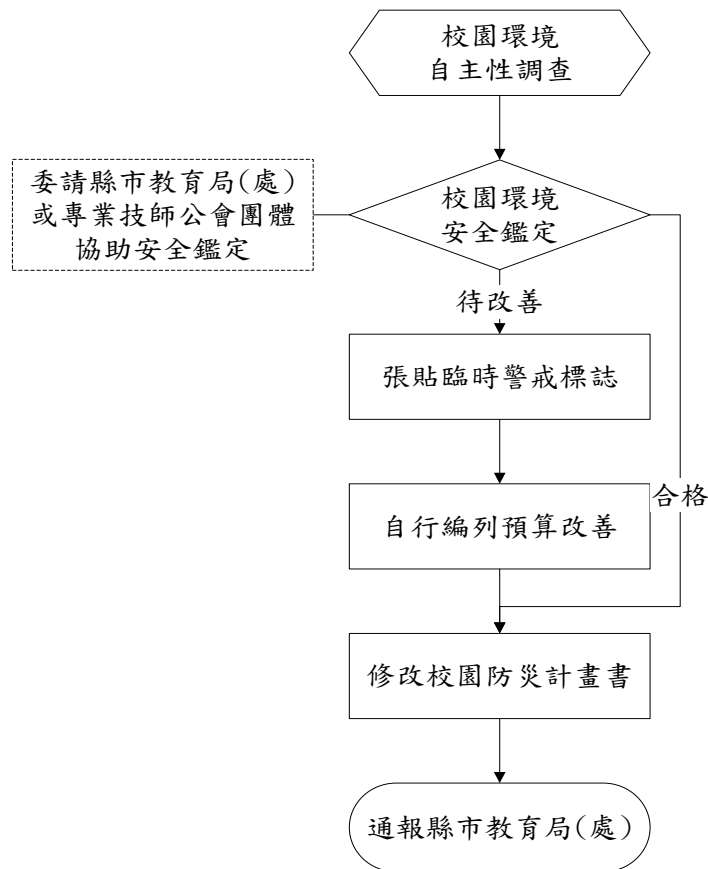 校園環境
自主性調查
委請縣市教育局(處)
或專業技師公會團體
協助安全鑑定
校園環境
安全鑑定
待改善
張貼臨時警戒標誌
自行編列預算改善
合格
修改校園防災計畫書
通報縣市教育局(處)